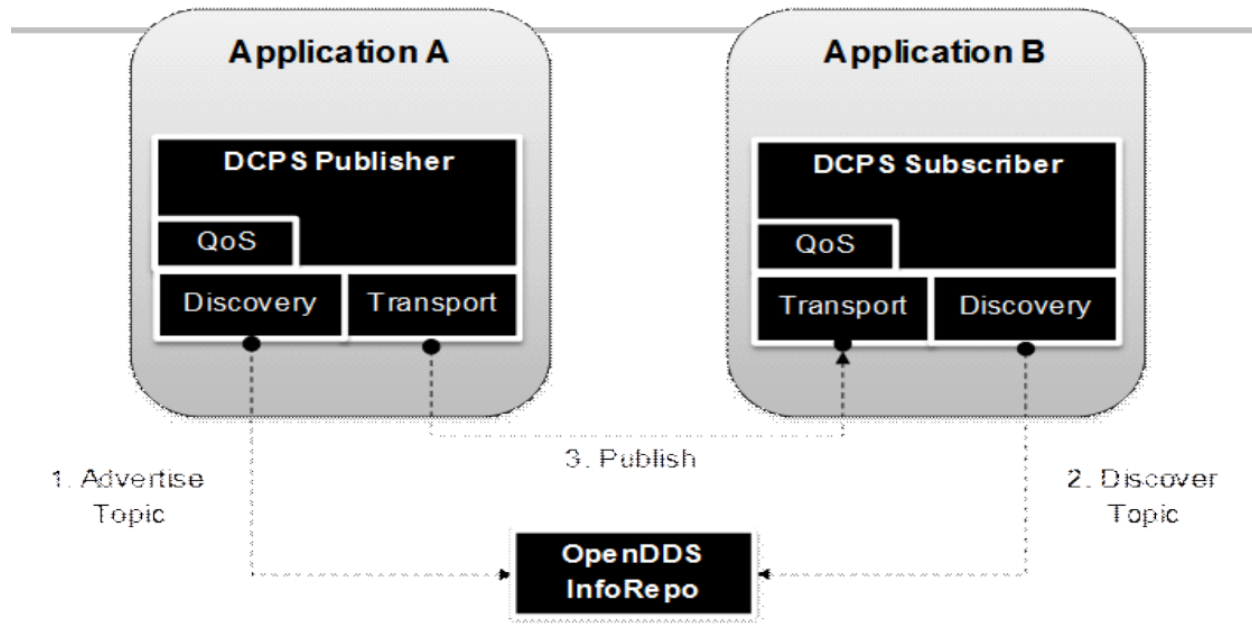 Application A
DCPS Publisher
QoS
Discovery
Transport
Application B
DCPS Subscriber
QoS
Transport
Discovery
1. Advertise
Topic
3. Publish
2. Discover
Topic
OpenDDS
InfoRepo